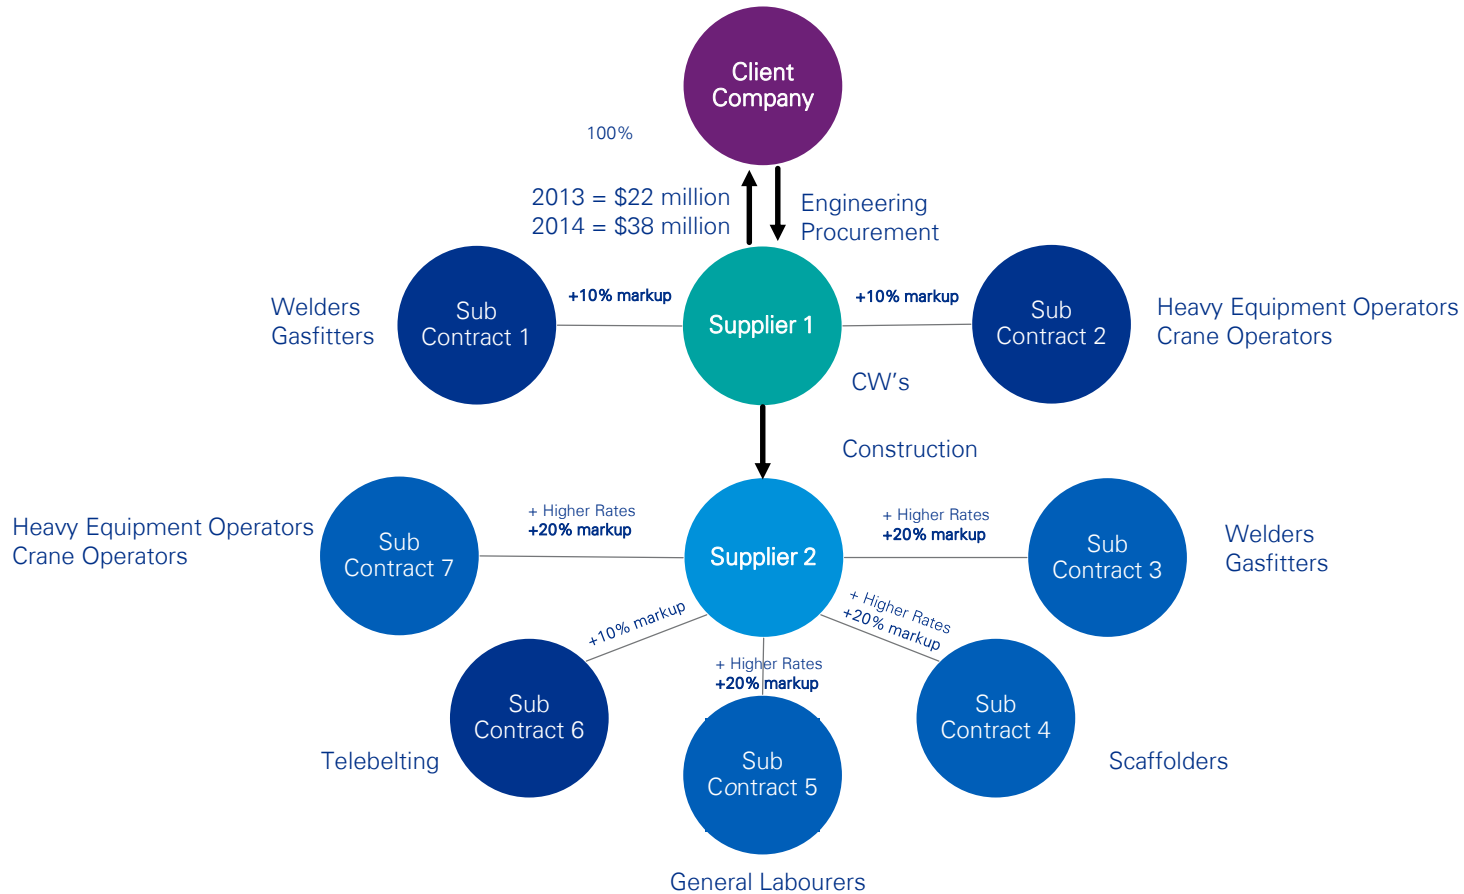 Client
Company
100%
2013 = $22 million
2014 = $38 million
Engineering
Procurement
Welders
Gasfitters
Sub
Contract 1
+10% markup
Supplier 1
+10% markup
Sub
Contract 2
Heavy Equipment Operators
Crane Operators
CW's
Construction
Heavy Equipment Operators
Crane Operators
Sub
Contract 7
+ Higher Rates
+20% markup
Supplier 2
+ Higher Rates
+20% markup
Sub
Contract 3
Welders
Gasfitters
+10% markup
+ Higher Rates
+20% markup
+ Higher Rates
+20% markup
Sub
Contract 6
Telebelting
Sub
Contract 5
Sub
Contract 4
Scaffolders
General Labourers